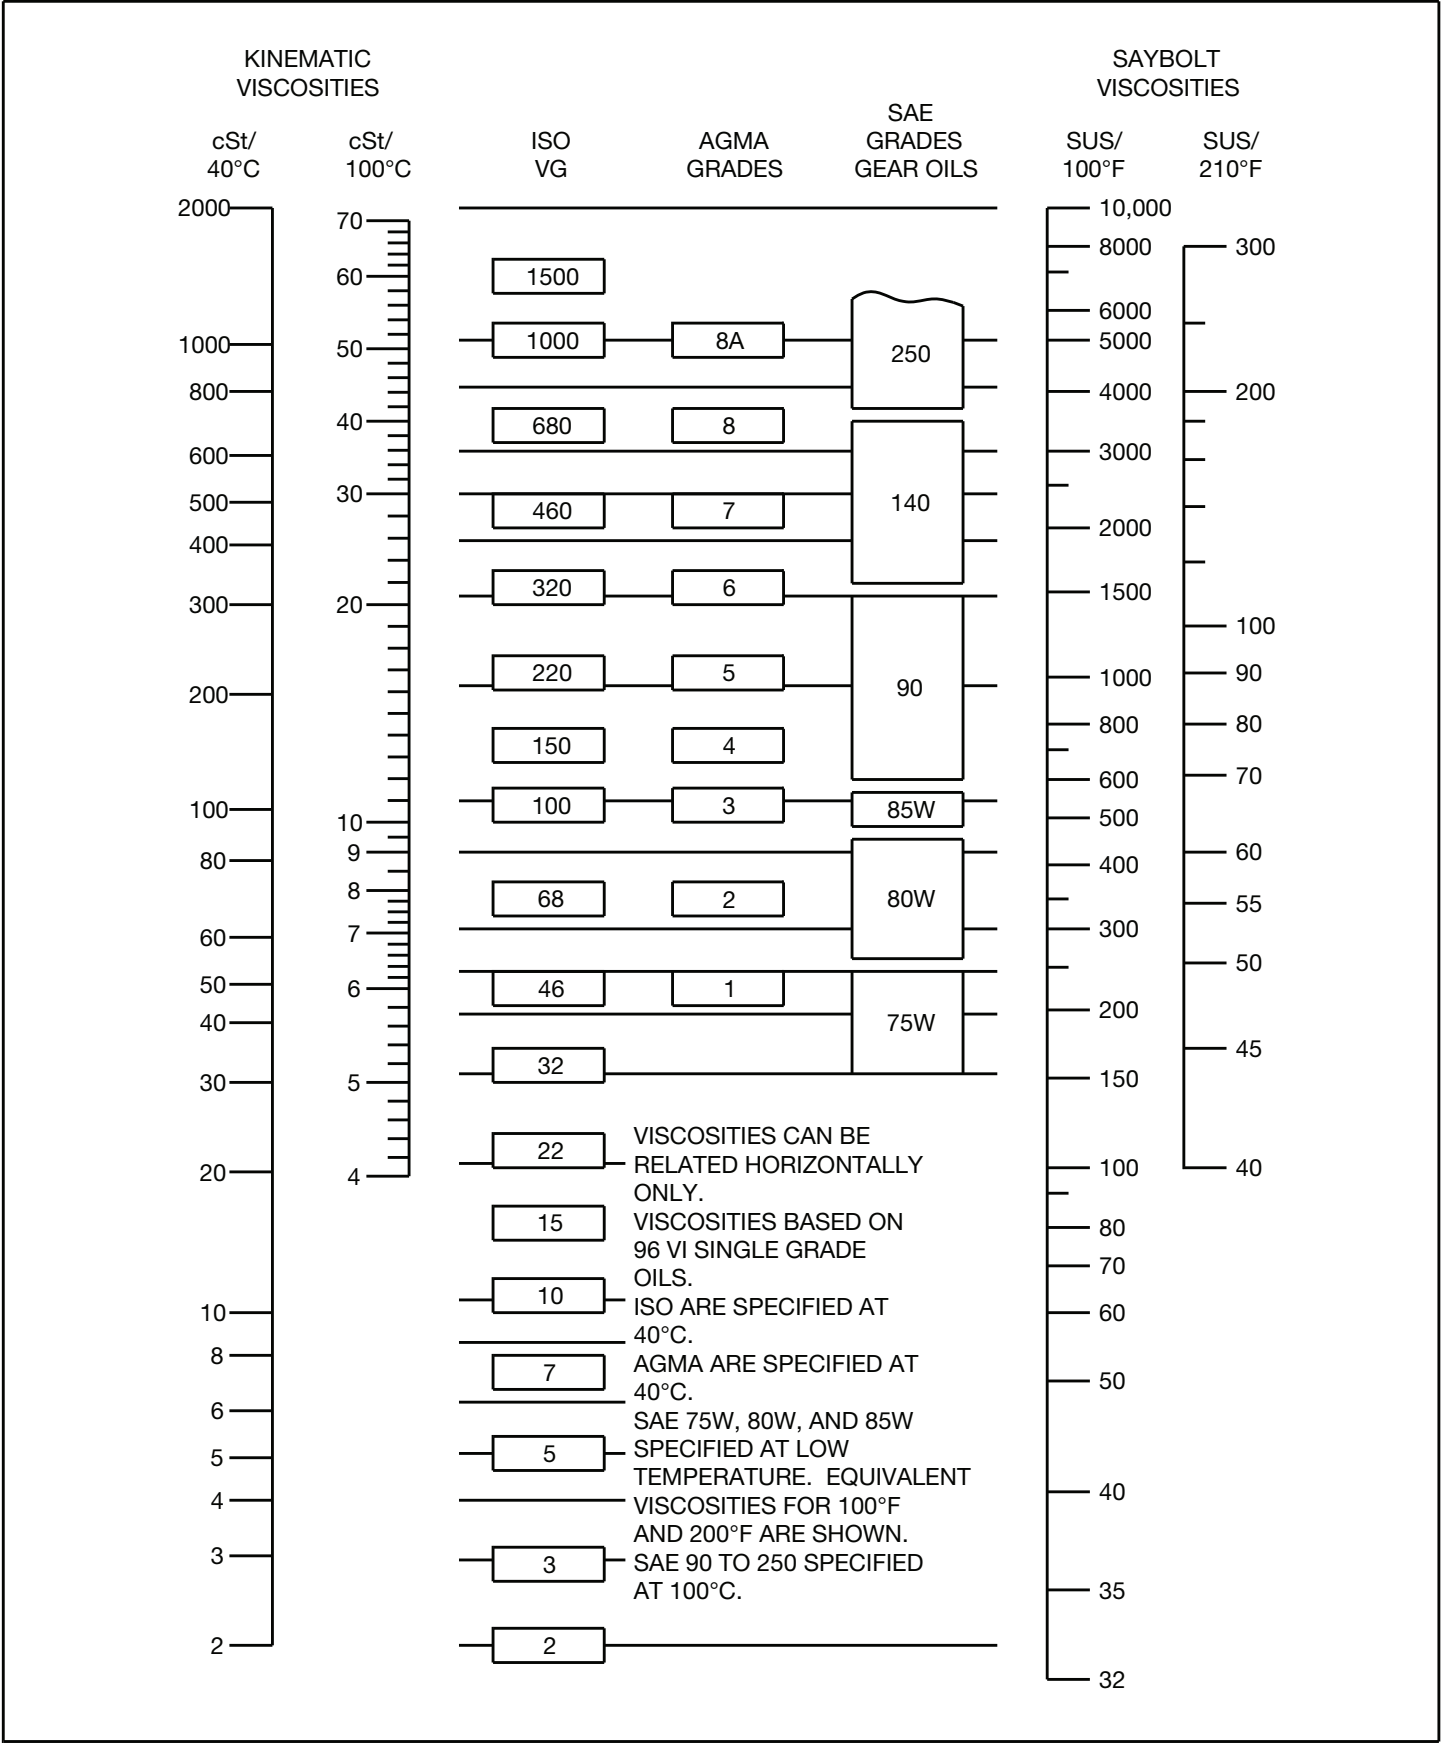 KINEMATIC
VISCOSITIES
SAYBOLT
VISCOSITIES
cSt/
40°C
cSt/
100°C
ISO
VG
AGMA
GRADES
SAE
GRADES
GEAR OILS
SUS/
100°F
SUS/
210°F
2000
1000
800
600
500
400
300
200
100
80
60
50
40
30
20
10
8
6
5
4
3
2
70
60
50
40
30
20
10
9
8
7
6
5
4
1500
1000
680
460
320
220
150
100
68
46
32
22
15
10
7
5
3
2
8A
8
7
6
5
4
3
2
1
250
140
90
85W
80W
75W
VISCOSITIES CAN BE
RELATED HORIZONTALLY
ONLY.
VISCOSITIES BASED ON
96 VI SINGLE GRADE
OILS.
ISO ARE SPECIFIED AT
40°C.
AGMA ARE SPECIFIED AT
40°C.
SAE 75W, 80W, AND 85W
SPECIFIED AT LOW
TEMPERATURE. EQUIVALENT
VISCOSITIES FOR 100°F
AND 200°F ARE SHOWN.
SAE 90 TO 250 SPECIFIED
AT 100°C.
10,000
8000
6000
5000
4000
3000
2000
1500
1000
800
600
500
400
300
200
150
100
80
70
60
50
40
35
32
300
200
100
90
80
70
60
55
50
45
40